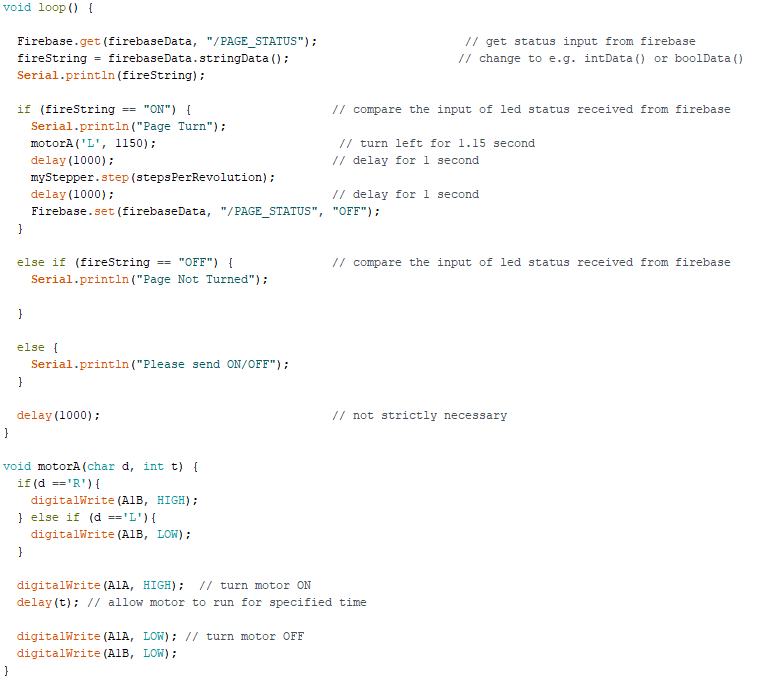 void loop() {
Firebase.get(firebaseData, "/PAGE_STATUS"); // get status input from firebase
fireString = firebaseData.stringData(); // change to e.g. intData() or boolData()
Serial.println(fireString);
if (fireString == "ON") { // compare the input of led status received from firebase
Serial.println("Page Turn");
motorA('L', 1150); // turn left for 1.15 second
delay(1000); // delay for 1 second
myStepper.step(stepsPerRevolution);
delay(1000); // delay for 1 second
Firebase.set(firebaseData, "/PAGE_STATUS", "OFF");
}
else if (fireString == "OFF") { // compare the input of led status received from firebase
Serial.println("Page Not Turned");
}
else {
Serial.println("Please send ON/OFF");
}
delay(1000); // not strictly necessary
}
void motorA(char d, int t) {
if(d =='R'){
digitalWrite(A1B, HIGH);
} else if (d =='L'){
digitalWrite(A1B, LOW);
}
digitalWrite(A1A, HIGH); // turn motor ON
delay(t); // allow motor to run for specified time
digitalWrite(A1A, LOW); // turn motor OFF
digitalWrite(A1B, LOW);
}